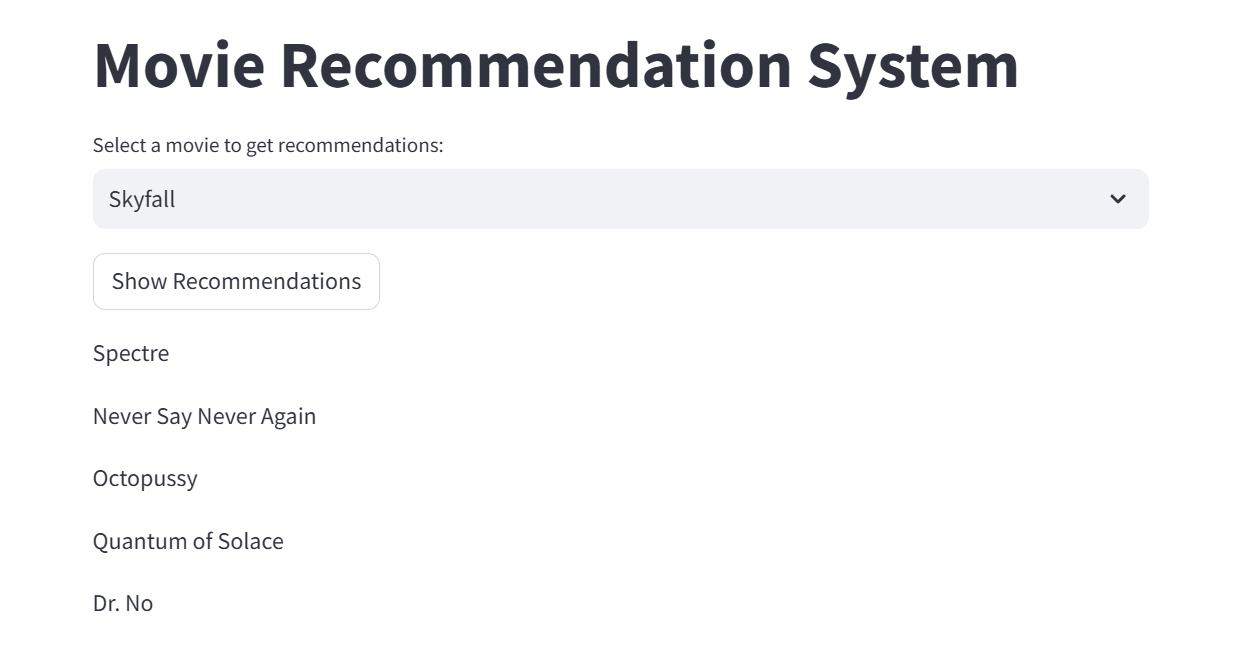 Movie Recommendation System
Select a movie to get recommendations:
Skyfall
Show Recommendations
Spectre
Never Say Never Again
Octopussy
Quantum of Solace
Dr. No